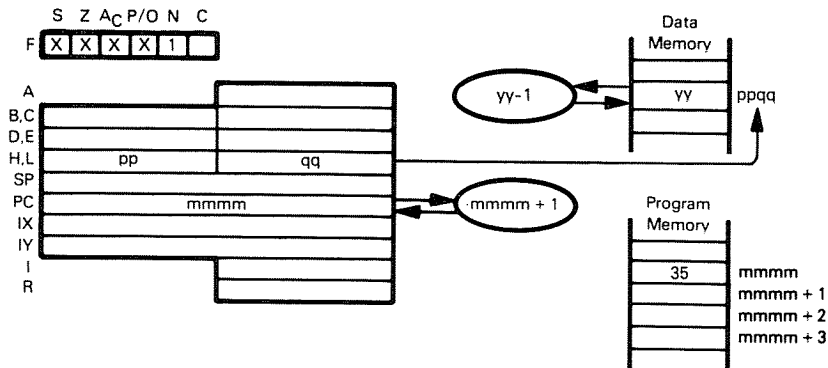 S Z AC P/O N C
F X X X X 1
Data
Memory
A
yy-1
yy
ppqq
B,C
D,E
H,L pp qq
SP
PC mmmm
mmmm + 1
IX
IY
I
R
Program
Memory
35 mmmm
mmmm + 1
mmmm + 2
mmmm + 3